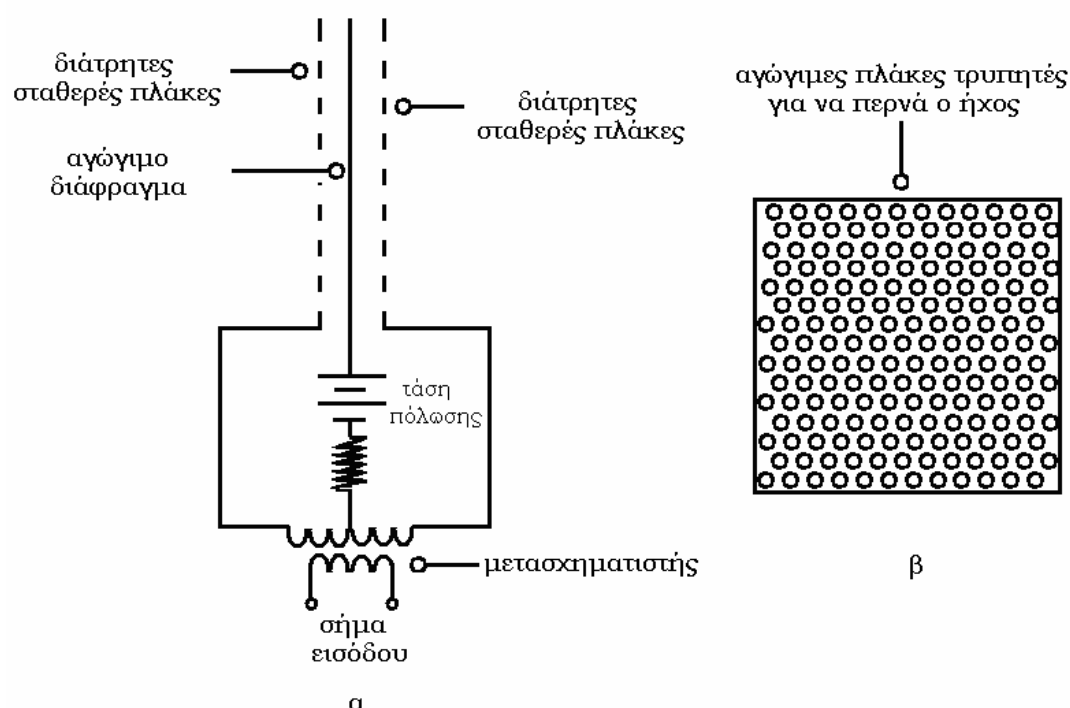 διάτρητες
σταθερές πλάκες
διάτρητες
σταθερές πλάκες
αγώγιμο
διάφραγμα
τάση
πόλωσης
μετασχηματιστής
σήμα
εισόδου
α
αγώγιμες πλάκες τρυπητές
για να περνά ο ήχος
β